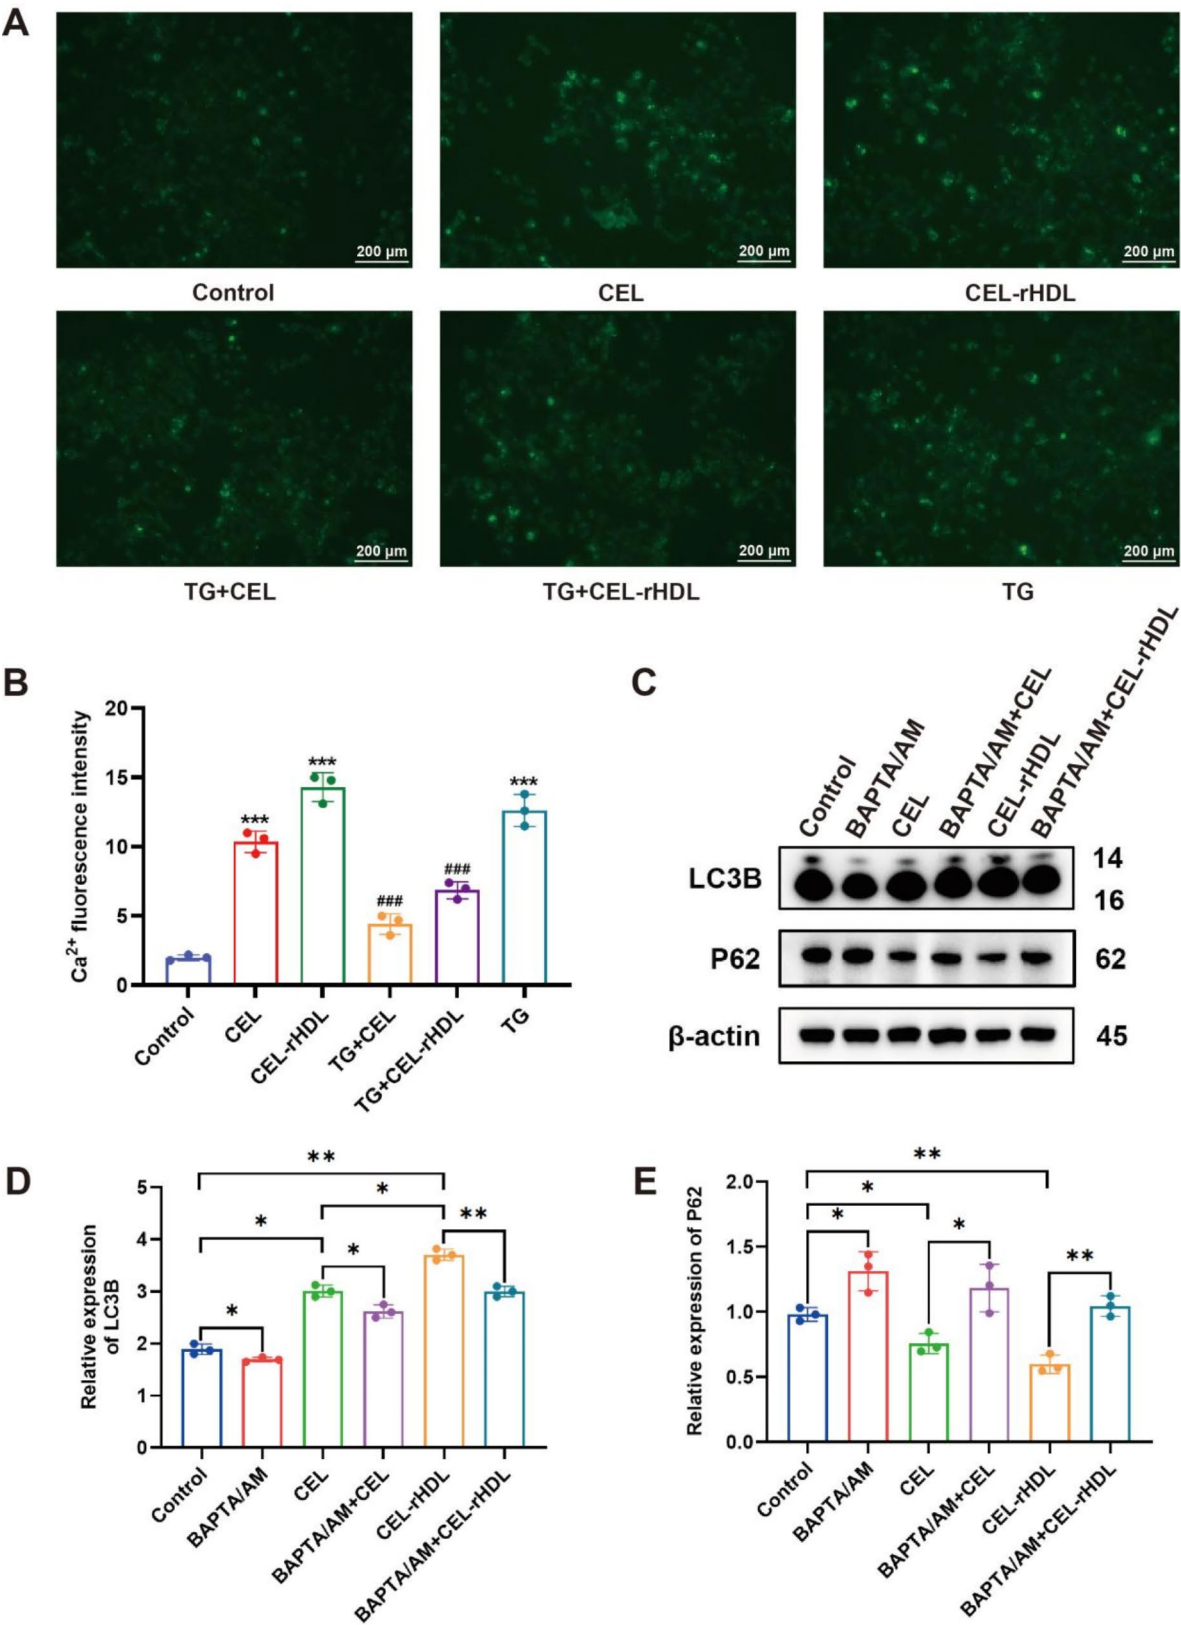 A
200 μm
200 μm
200 μm
Control
CEL
CEL-rHDL
200 μm
200 μm
200 μm
TG+CEL
TG+CEL-rHDL
TG
B
Ca2+ fluorescence intensity
20
15
10
5
0
***
***
###
###
***
Control
CEL
CEL-rHDL
TG+CEL
TG+CEL-rHDL
TG
C
Control
BAPTA/AM
CEL
BAPTA/AM+CEL
CEL-rHDL
BAPTA/AM+CEL-rHDL
LC3B
14
16
P62
62
β-actin
45
D
Relative expression
of LC3B
5
4
3
2
1
0
**
*
*
**
*
*
Control
BAPTA/AM
CEL
BAPTA/AM+CEL
CEL-rHDL
BAPTA/AM+CEL-rHDL
E
Relative expression of P62
2.0
1.5
1.0
0.5
0.0
**
*
*
*
**
Control
BAPTA/AM
CEL
BAPTA/AM+CEL
CEL-rHDL
BAPTA/AM+CEL-rHDL